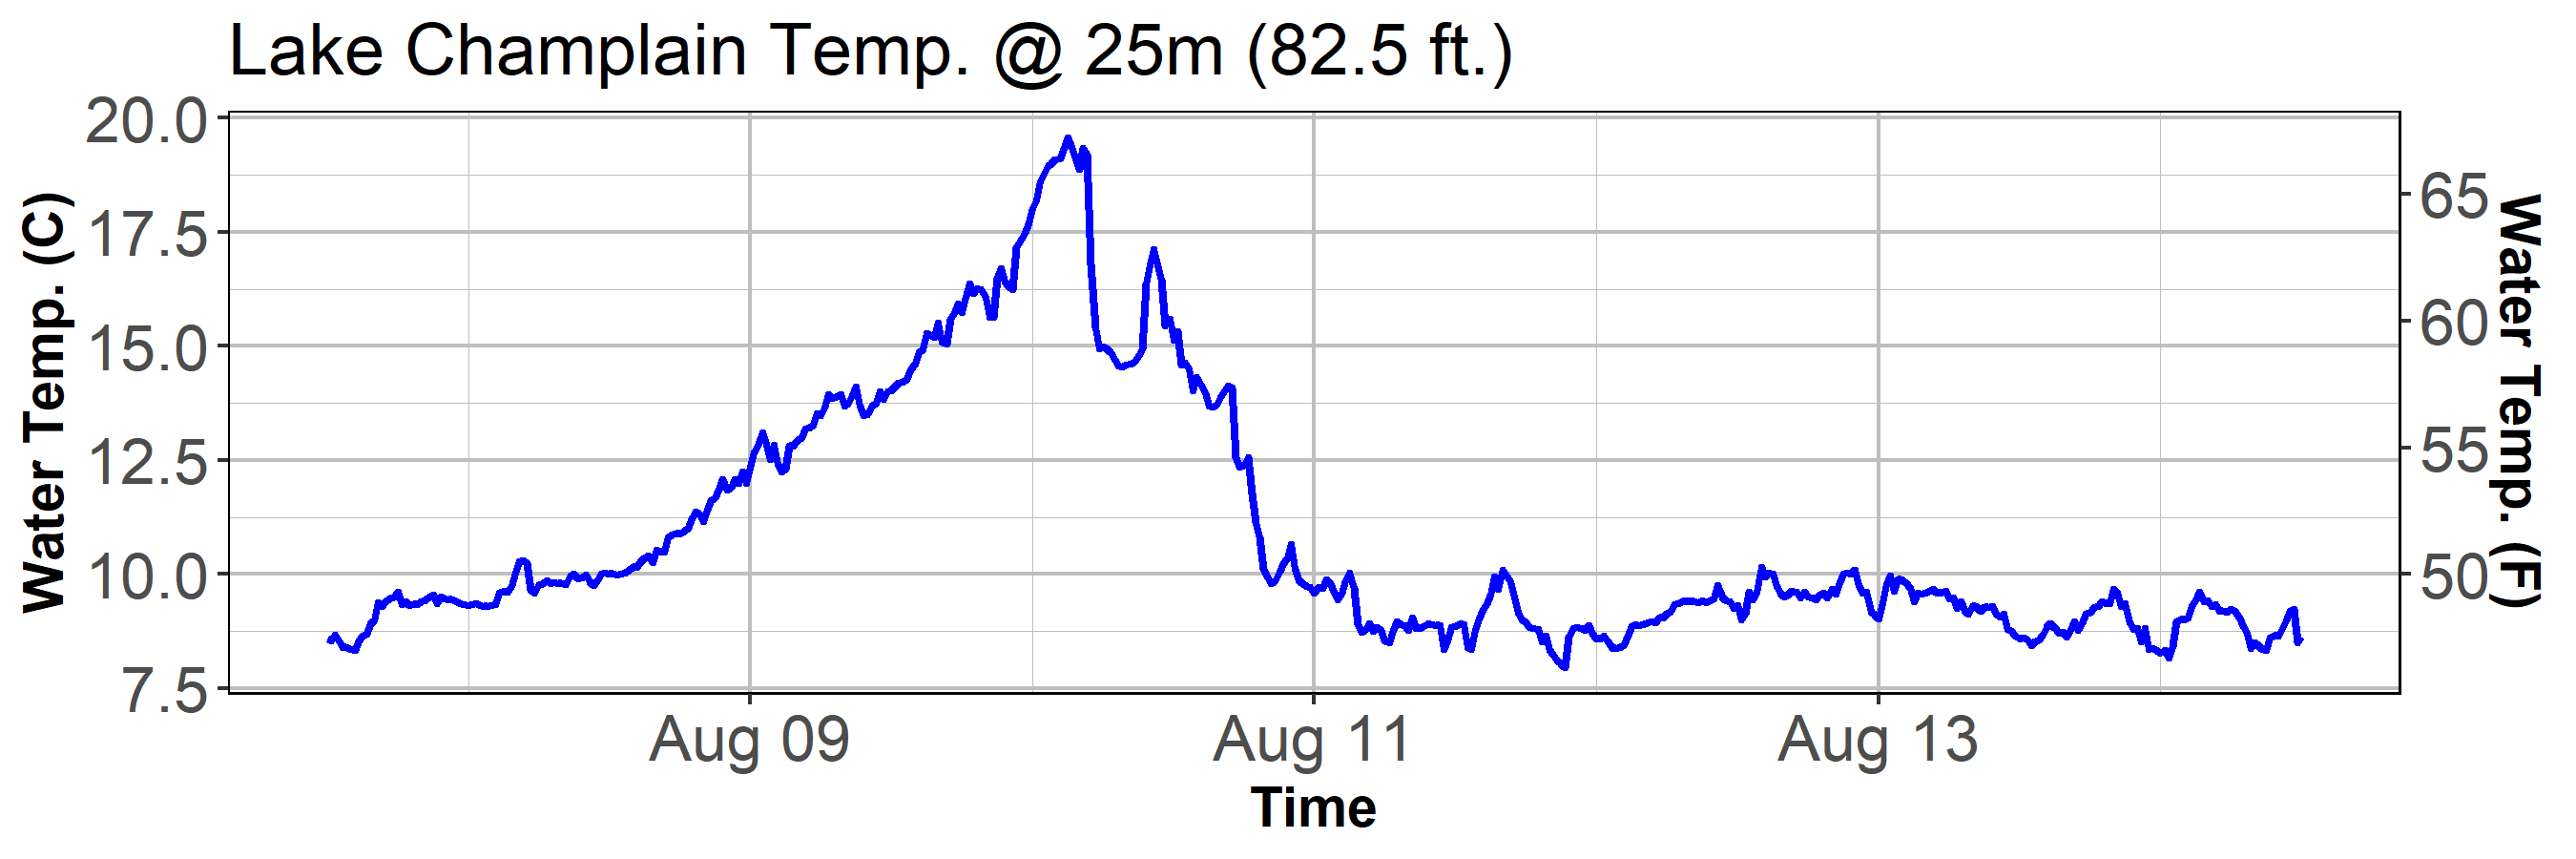 Lake Champlain Temp. @ 25m (82.5 ft.)
Water Temp. (C)
20.0
17.5
15.0
12.5
10.0
7.5
65
60
55
50
Water Temp. (F)
Aug 09 Aug 11 Aug 13
Time